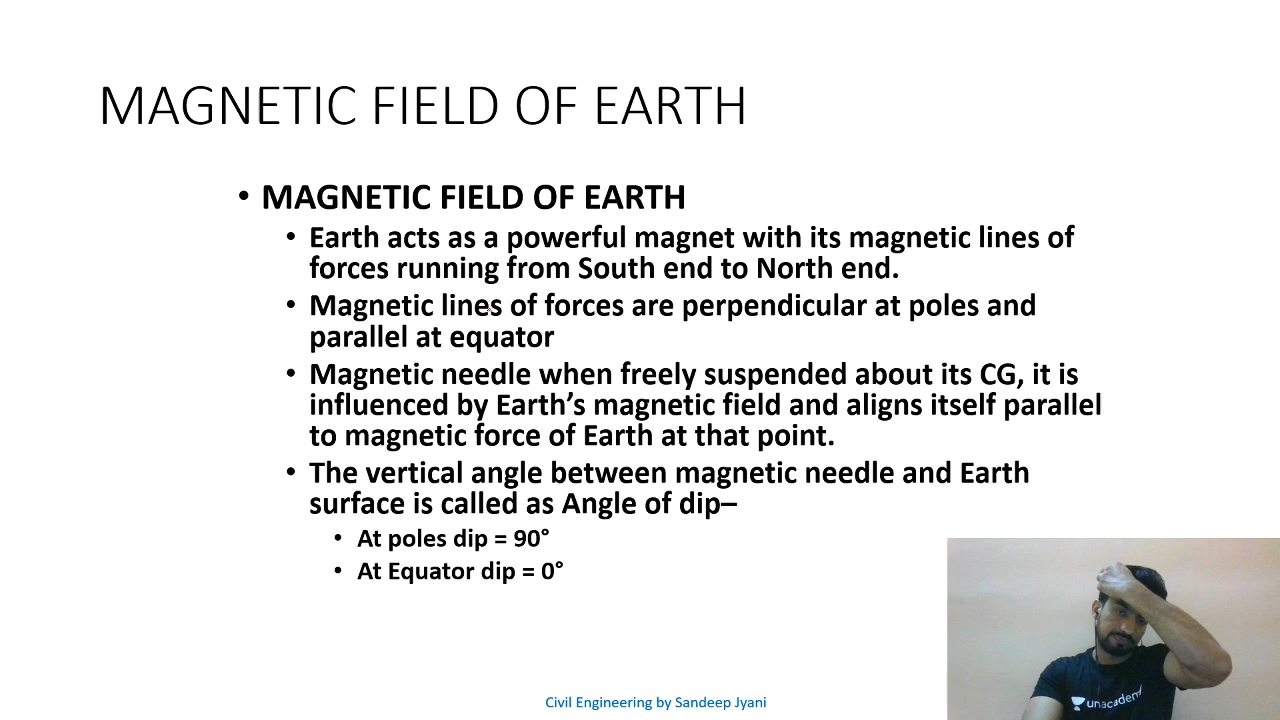 MAGNETIC FIELD OF EARTH
• MAGNETIC FIELD OF EARTH
• Earth acts as a powerful magnet with its magnetic lines of
forces running from South end to North end.
• Magnetic lines of forces are perpendicular at poles and
parallel at equator
• Magnetic needle when freely suspended about its CG, it is
influenced by Earth’s magnetic field and aligns itself parallel
to magnetic force of Earth at that point.
• The vertical angle between magnetic needle and Earth
surface is called as Angle of dip–
• At poles dip = 90°
• At Equator dip = 0°
unacademy
Civil Engineering by Sandeep Jyani